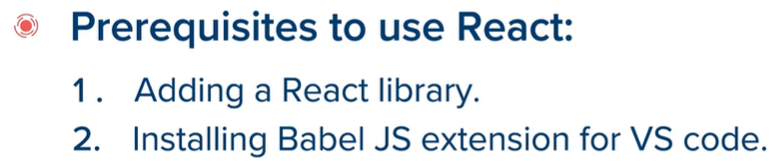 Prerequisites to use React:
1. Adding a React library.
2. Installing Babel JS extension for VS code.